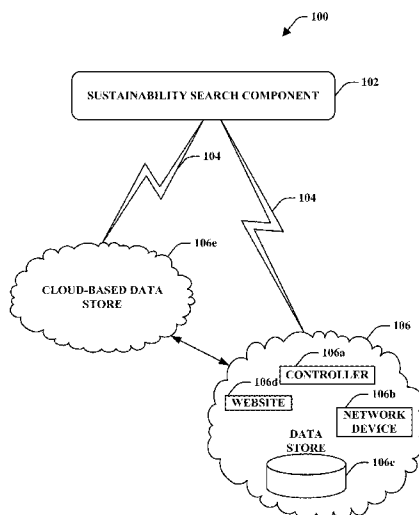 100
SUSTAINABILITY SEARCH COMPONENT
102
104
104
106e
CLOUD-BASED DATA
STORE
106
106a
CONTROLLER
106d
106b
WEBSITE
NETWORK
DEVICE
DATA
STORE
106c